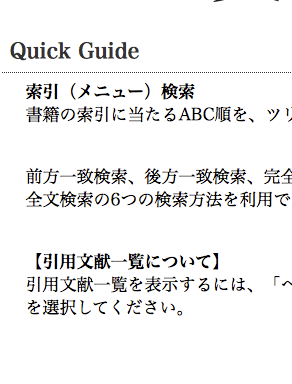 Quick Guide
索引（メニュー）検索
書籍の索引に当たるABC順を、ツリ
前方一致検索、後方一致検索、完全
全文検索の6つの検索方法を利用で
【引用文献一覧について】
引用文献一覧を表示するには、「ヘ
を選択してください。